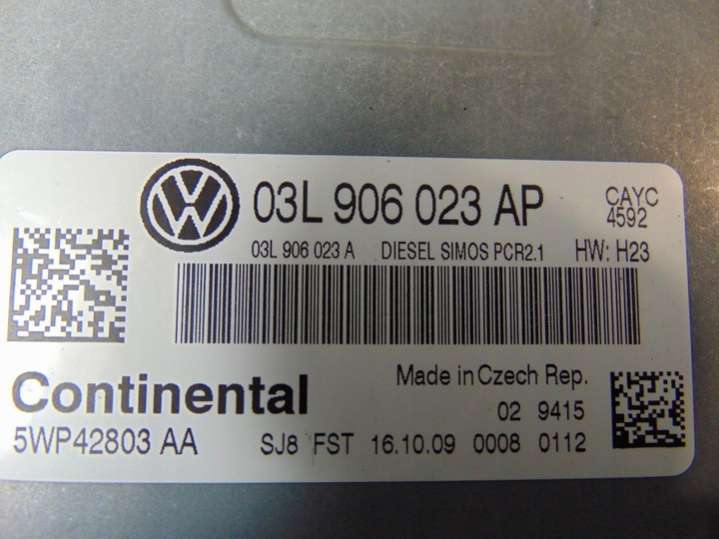 03L 906 023 AP
CAYC
4592
03L 906 023 A DIESEL SIMOS PCR2.1 HW: H23
Continental
Made in Czech Rep.
02 9415
5WP42803 AA
SJ8 FST 16.10.09 0008 0112